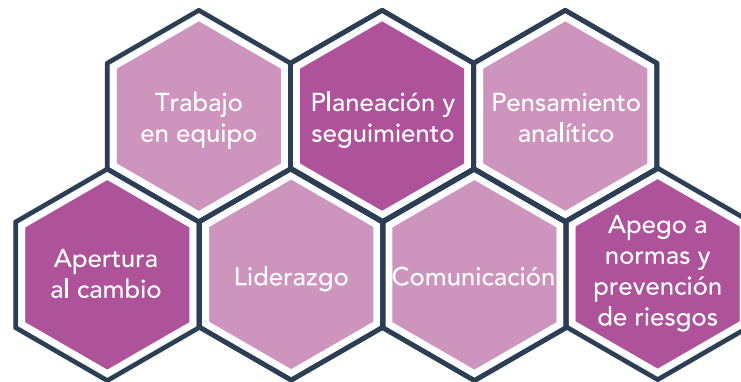 Trabajo
en equipo
Planeación y
seguimiento
Pensamiento
analítico
Apertura
al cambio
Liderazgo
Comunicación
Apego a
normas y
prevención
de riesgos